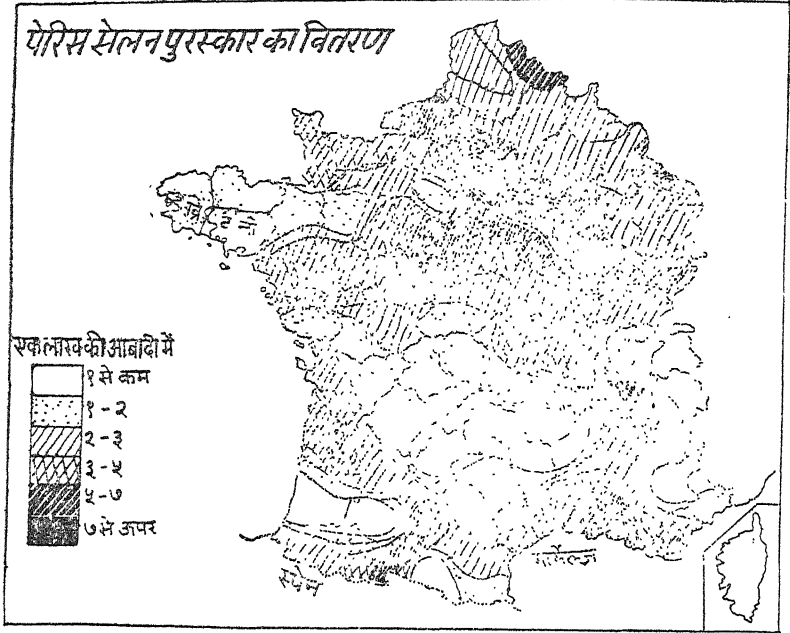 पेरिस सेलन पुरस्कार का वितरण
एक लाख की आबादी में
१ से कम
१ - २
२ - ३
३ - ५
५ - ७
७ से ऊपर
स्पेन